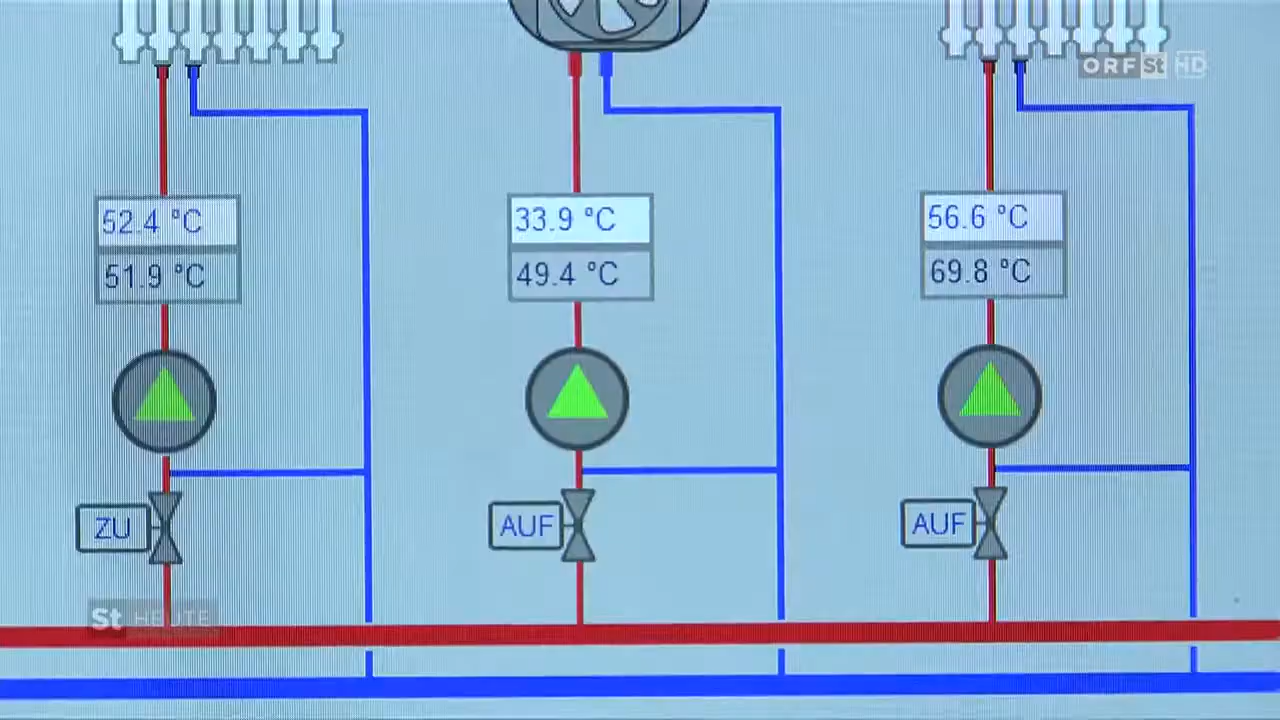 ORF St HD
52.4 °C
51.9 °C
33.9 °C
49.4 °C
56.6 °C
69.8 °C
ZU
AUF
AUF
St HEUTE